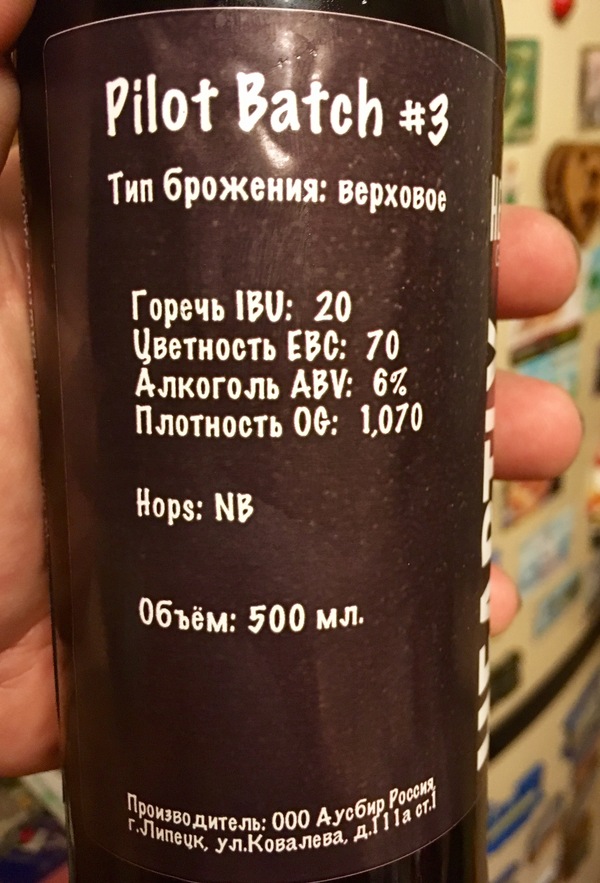 Pilot Batch #3
Тип брожения: верховое
Горечь IBU: 20
Цветность EBC: 70
Алкоголь ABV: 6%
Плотность OG: 1,070
Hops: NB
Объём: 500 мл.
Производитель: ООО Аусбир Россия,
г.Липецк, ул.Ковалева, д.111а ст.1